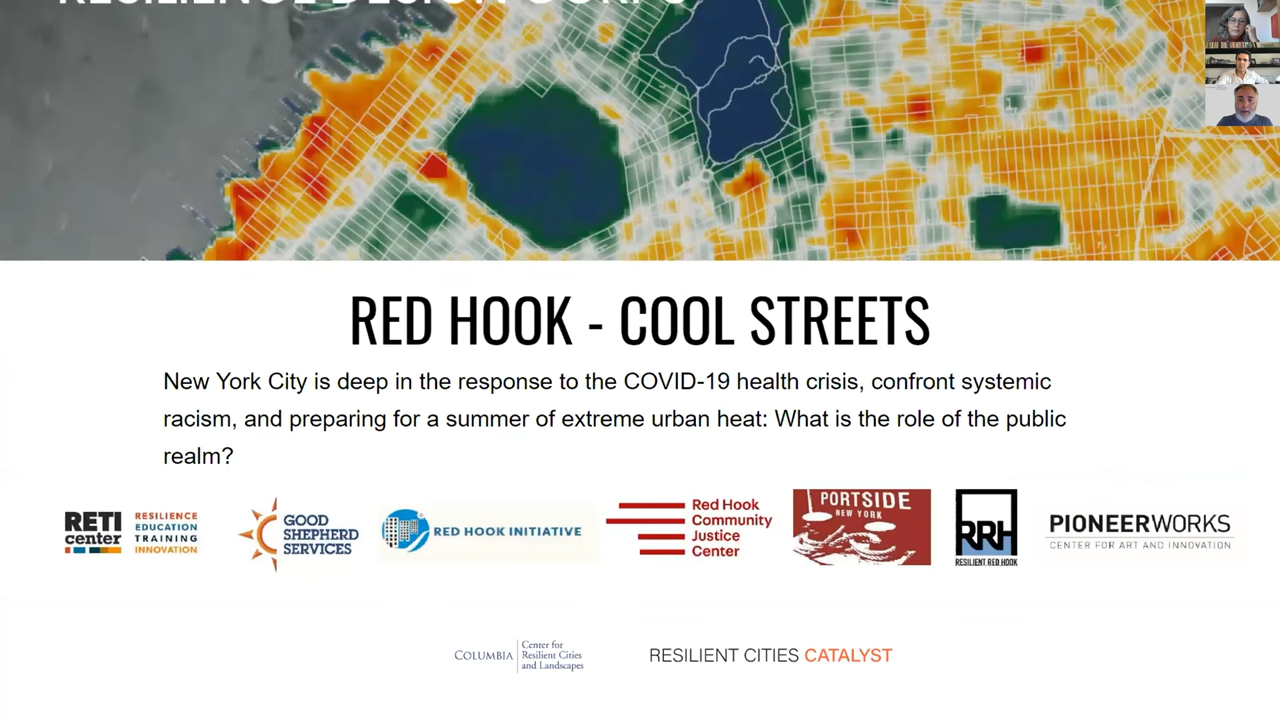 RESILIENCE DESIGN CORPS
RED HOOK - COOL STREETS
New York City is deep in the response to the COVID-19 health crisis, confront systemic
racism, and preparing for a summer of extreme urban heat: What is the role of the public
realm?
RETI
center
RESILIENCE
EDUCATION
TRAINING
INNOVATION
GOOD
SHEPHERD
SERVICES
RED HOOK INITIATIVE
Red Hook
Community
Justice
Center
PORTSIDE
NEW YORK
RRH
RESILIENT RED HOOK
PIONEERWORKS
CENTER FOR ART AND INNOVATION
COLUMBIA
Center for
Resilient Cities
and Landscapes
RESILIENT CITIES CATALYST